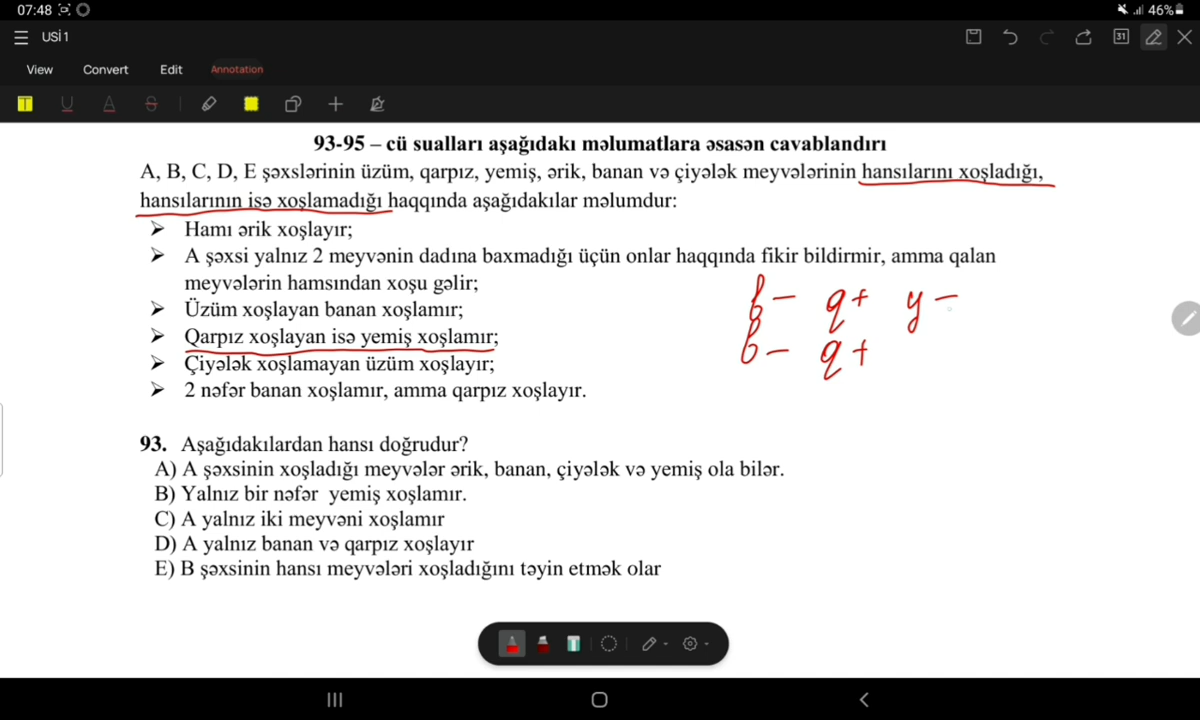 07:48 46%
USİ 1 31
View Convert Edit Annotation
T U A S
93-95 – cü sualları aşağıdakı məlumatlara əsasən cavablandırı
A, B, C, D, E şəxslərinin üzüm, qarpız, yemiş, ərik, banan və çiyələk meyvələrinin hansılarını xoşladığı,
hansılarının isə xoşlamadığı haqqında aşağıdakılar məlumdur:
➢ Hamı ərik xoşlayır;
➢ A şəxsi yalnız 2 meyvənin dadına baxmadığı üçün onlar haqqında fikir bildirmir, amma qalan
meyvələrin hamsından xoşu gəlir;
➢ Üzüm xoşlayan banan xoşlamır;
➢ Qarpız xoşlayan isə yemiş xoşlamır;
➢ Çiyələk xoşlamayan üzüm xoşlayır;
➢ 2 nəfər banan xoşlamır, amma qarpız xoşlayır.
b – q + y –
b – q +
93. Aşağıdakılardan hansı doğrudur?
A) A şəxsinin xoşladığı meyvələr ərik, banan, çiyələk və yemiş ola bilər.
B) Yalnız bir nəfər yemiş xoşlamır.
C) A yalnız iki meyvəni xoşlamır
D) A yalnız banan və qarpız xoşlayır
E) B şəxsinin hansı meyvələri xoşladığını təyin etmək olar